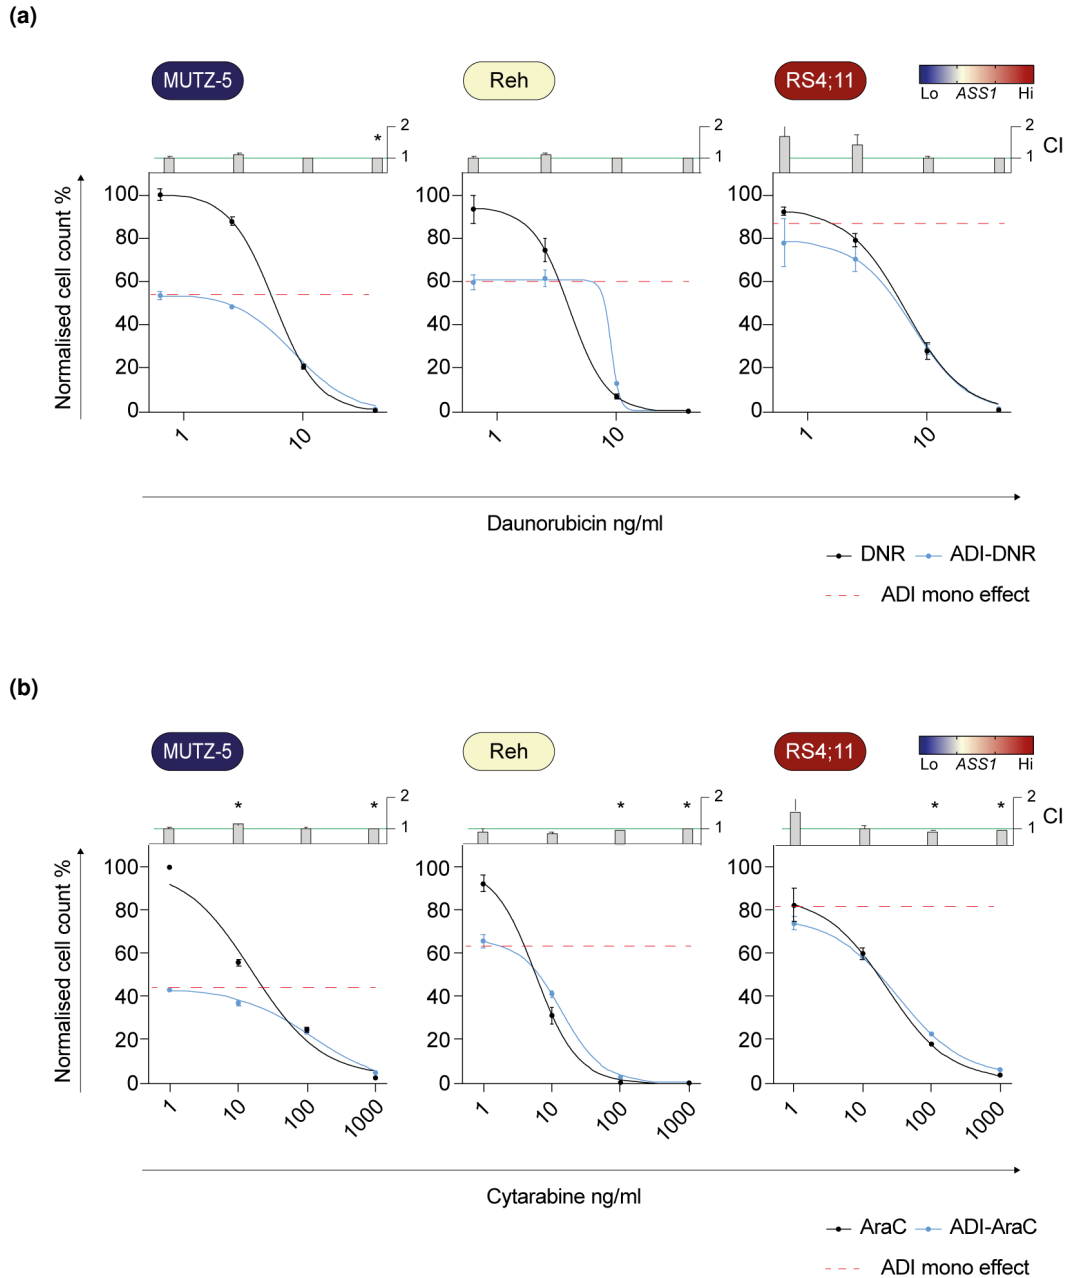 (a)
MUTZ-5 Reh RS4;11
Lo ASS1 Hi
* 2 2 2
1 1 1 CI
Normalised cell count %
100 100 100
80 80 80
60 60 60
40 40 40
20 20 20
0 0 0
1 10 1 10 1 10
Daunorubicin ng/ml
DNR ADI-DNR
ADI mono effect
(b)
MUTZ-5 Reh RS4;11
Lo ASS1 Hi
* * 2 * * 2 * * 2
1 1 1 CI
Normalised cell count %
100 100 100
80 80 80
60 60 60
40 40 40
20 20 20
0 0 0
1 10 100 1000 1 10 100 1000 1 10 100 1000
Cytarabine ng/ml
AraC ADI-AraC
ADI mono effect